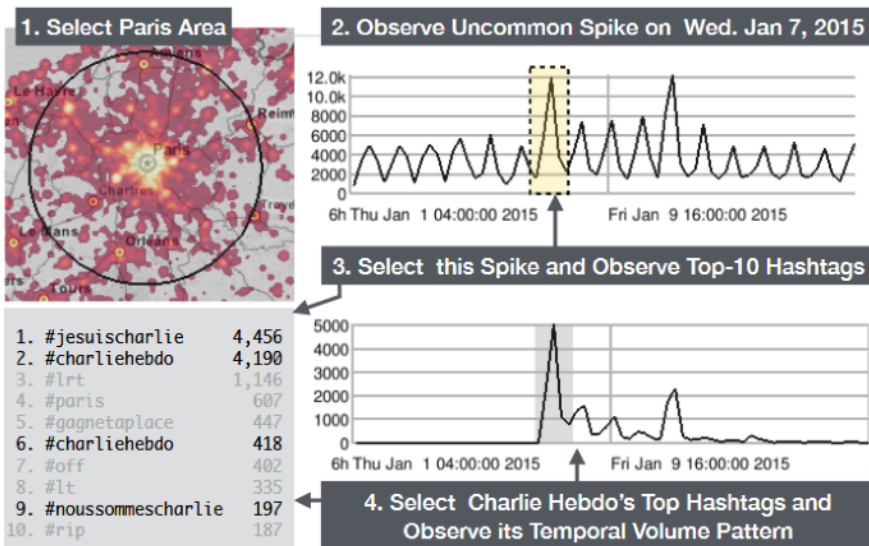 1. Select Paris Area
2. Observe Uncommon Spike on Wed. Jan 7, 2015
Amiens
Le Havre
Reim
Paris
Chartres
Troye
Le Mans
Orléans
ers
Tours
12.0k
10.0k
8000
6000
4000
2000
0
6h Thu Jan 1 04:00:00 2015
Fri Jan 9 16:00:00 2015
3. Select this Spike and Observe Top-10 Hashtags
1. #jesuischarlie 4,456
2. #charliehebdo 4,190
3. #lrt 1,146
4. #paris 607
5. #gagnetaplace 447
6. #charliehebdo 418
7. #off 402
8. #lt 335
9. #noussommescharlie 197
10. #rip 187
5000
4000
3000
2000
1000
0
6h Thu Jan 1 04:00:00 2015
Fri Jan 9 16:00:00 2015
4. Select Charlie Hebdo's Top Hashtags and
Observe its Temporal Volume Pattern